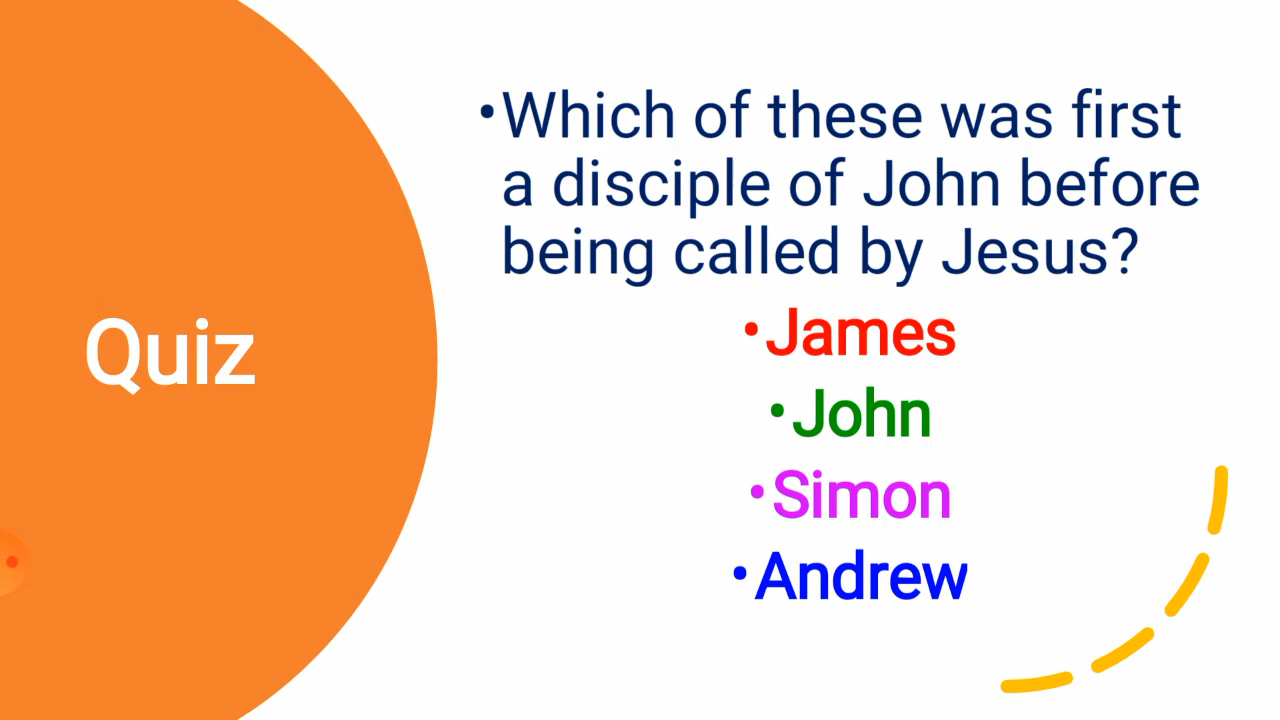 Quiz
•Which of these was first
a disciple of John before
being called by Jesus?
•James
•John
•Simon
•Andrew